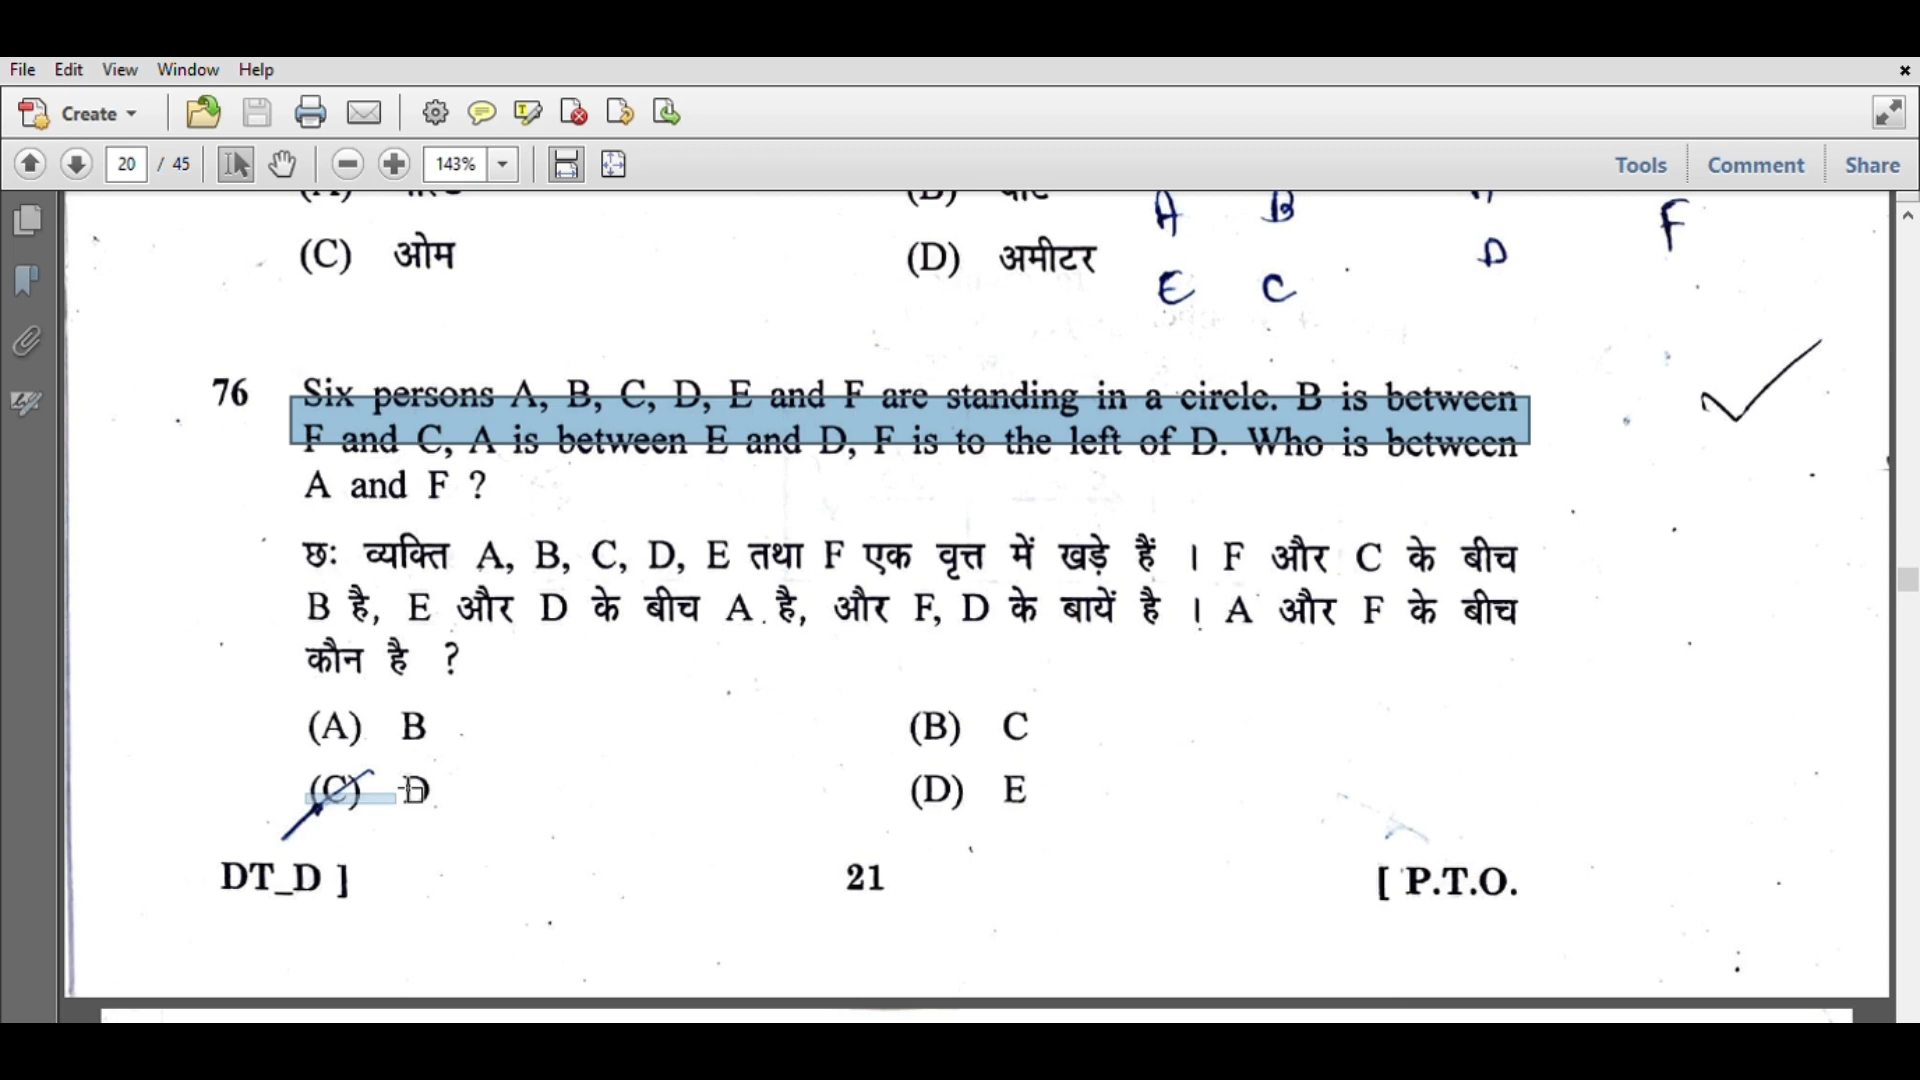 File Edit View Window Help
Create
20 / 45 143% Tools Comment Share
A B F
(C) ओम (D) अमीटर D
E C
76 Six persons A, B, C, D, E and F are standing in a circle. B is between
F and C, A is between E and D, F is to the left of D. Who is between
A and F ?
छः व्यक्ति A, B, C, D, E तथा F एक वृत्त में खड़े हैं । F और C के बीच
B है, E और D के बीच A है, और F, D के बायें है । A और F के बीच
कौन है ?
(A) B (B) C
(C) D (D) E
DT_D ] 21 [ P.T.O.